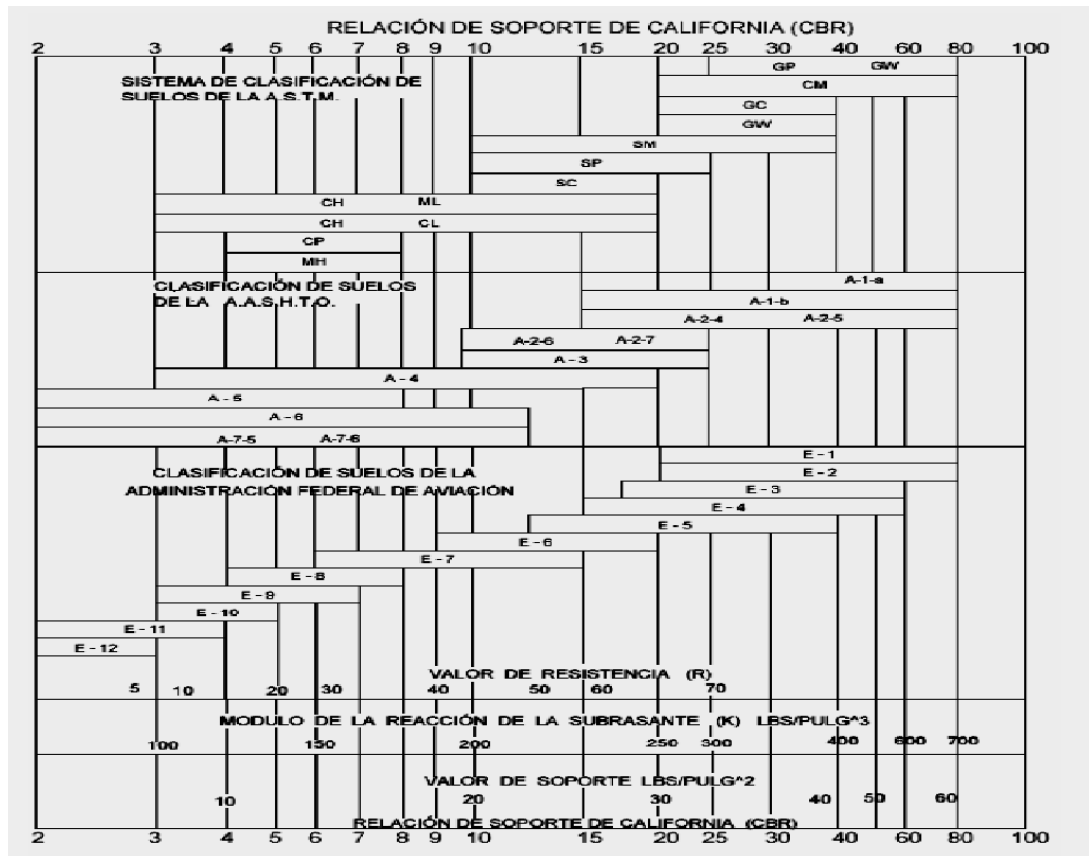 RELACIÓN DE SOPORTE DE CALIFORNIA (CBR)
2 3 4 5 6 7 8 9 10 15 20 25 30 40 60 80 100
GP GW
SISTEMA DE CLASIFICACIÓN DE
SUELOS DE LA A.S.T.M.
CM
GC
GW
SM
SP
SC
CH ML
CH CL
CP
MH
CLASIFICACIÓN DE SUELOS
DE LA A.A.S.H.T.O.
A-1-a
A-1-b
A-2-4 A-2-5
A-2-6 A-2-7
A - 3
A - 4
A - 5
A - 6
A-7-5 A-7-6
CLASIFICACIÓN DE SUELOS DE LA
ADMINISTRACIÓN FEDERAL DE AVIACIÓN
E - 1
E - 2
E - 3
E - 4
E - 5
E - 6
E - 7
E - 8
E - 9
E - 10
E - 11
E - 12
VALOR DE RESISTENCIA (R)
5 10 20 30 40 50 60 70
MODULO DE LA REACCIÓN DE LA SUBRASANTE (K) LBS/PULG^3
100 150 200 250 300 400 600 700
VALOR DE SOPORTE LBS/PULG^2
10 20 30 40 50 60
RELACIÓN DE SOPORTE DE CALIFORNIA (CBR)
2 3 4 5 6 7 8 9 10 15 20 25 30 40 60 80 100